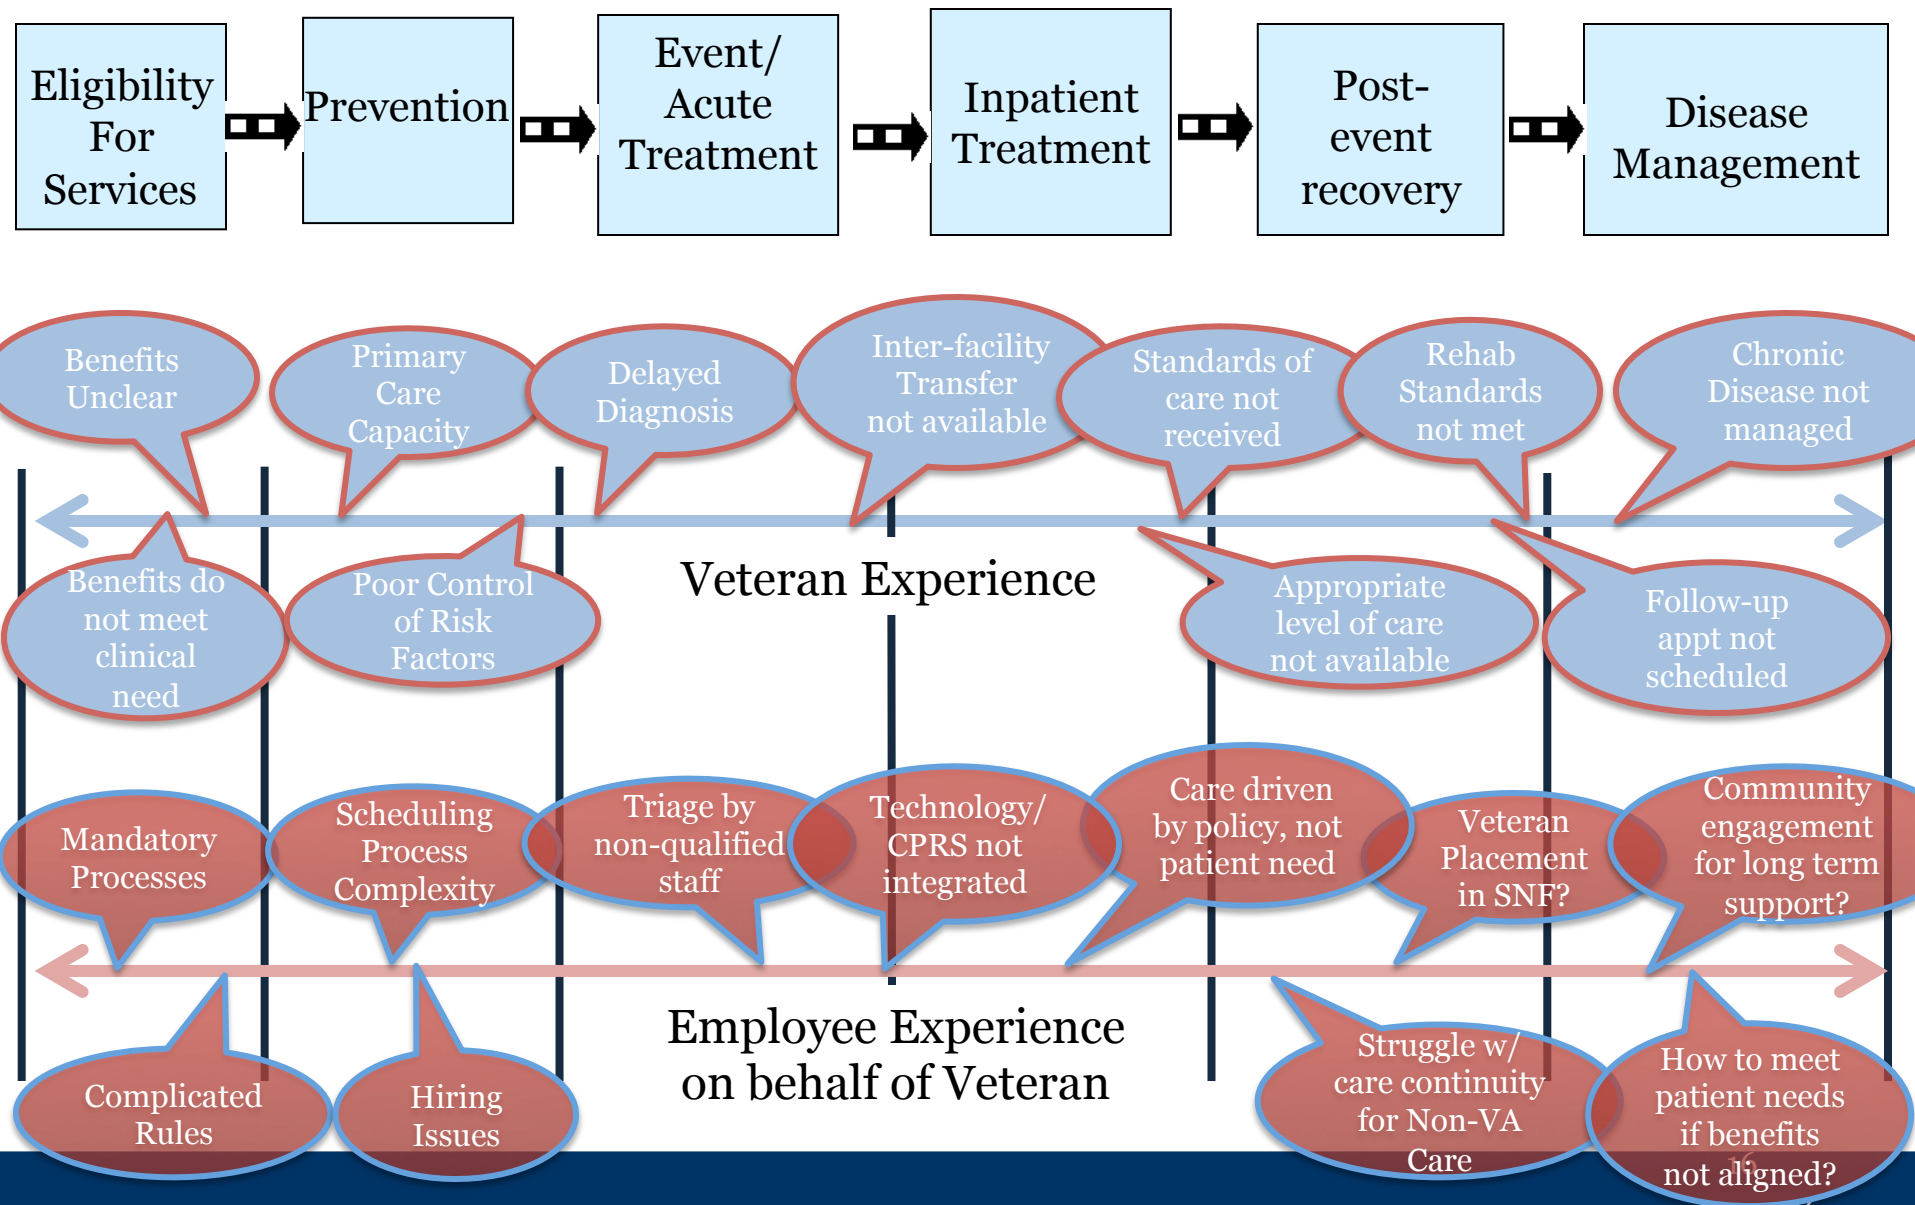 Eligibility
For
Services
Prevention
Event/
Acute
Treatment
Inpatient
Treatment
Post-
event
recovery
Disease
Management
Benefits
Unclear
Primary
Care
Capacity
Delayed
Diagnosis
Inter-facility
Transfer
not available
Standards of
care not
received
Rehab
Standards
not met
Chronic
Disease not
managed
Veteran Experience
Benefits do
not meet
clinical
need
Poor Control
of Risk
Factors
Appropriate
level of care
not available
Follow-up
appt not
scheduled
Mandatory
Processes
Scheduling
Process
Complexity
Triage by
non-qualified
staff
Technology/
CPRS not
integrated
Care driven
by policy, not
patient need
Veteran
Placement
in SNF?
Community
engagement
for long term
support?
Employee Experience
on behalf of Veteran
Complicated
Rules
Hiring
Issues
Struggle w/
care continuity
for Non-VA
Care
How to meet
patient needs
if benefits
not aligned?
16